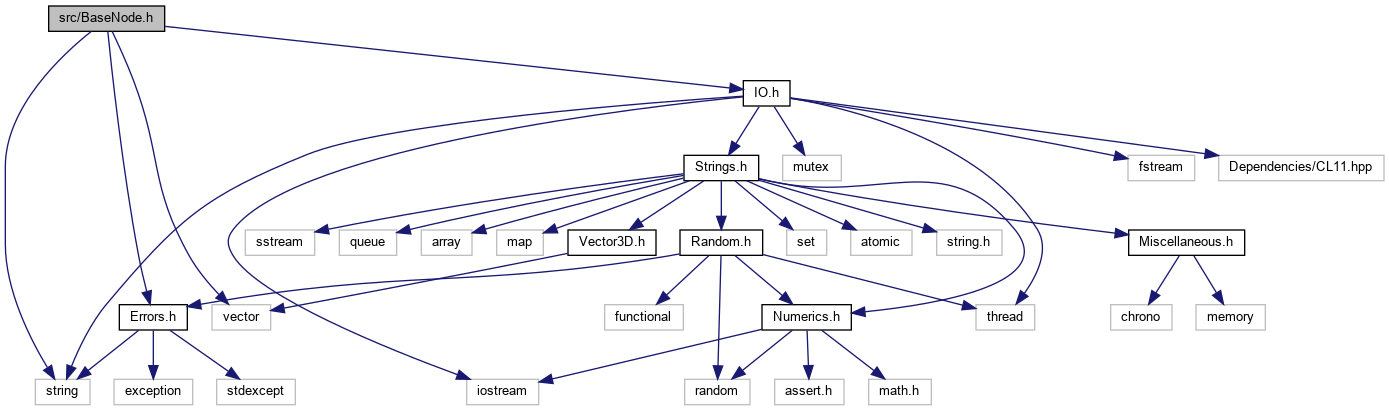 src/BaseNode.h
IO.h
Strings.h
mutex
fstream
Dependencies/CL11.hpp
sstream
queue
array
map
Vector3D.h
Random.h
set
atomic
string.h
Miscellaneous.h
Errors.h
vector
functional
Numerics.h
thread
chrono
memory
string
exception
stdexcept
iostream
random
assert.h
math.h